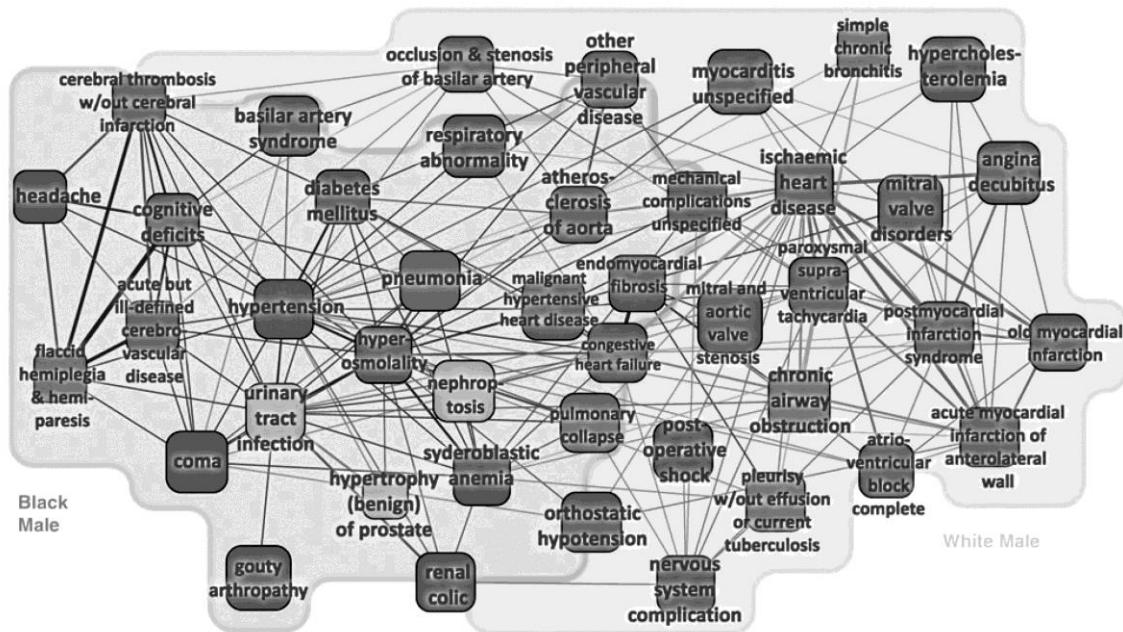 cerebral thrombosis
w/out cerebral
infarction
occlusion & stenosis
of basilar artery
other
peripheral
vascular
disease
myocarditis
unspecified
simple
chronic
bronchitis
hypercholes-
terolemia
basilar artery
syndrome
respiratory
abnormality
headache
cognitive
deficits
diabetes
mellitus
atheros-
clerosis
of aorta
mechanical
complications
unspecified
ischaemic
heart
disease
mitral
valve
disorders
angina
decubitus
acute but
ill-defined
cerebro-
vascular
disease
hypertension
pneumonia
malignant
hypertensive
heart disease
endomyocardial
fibrosis
mitral and
aortic
valve
stenosis
paroxysmal
supra-
ventricular
tachycardia
postmyocardial
infarction
syndrome
old myocardial
infarction
flaccid
hemiplegia
& hemi-
paresis
hyper-
osmolality
congestive
heart failure
urinary
tract
infection
nephrop-
tosis
pulmonary
collapse
chronic
airway
obstruction
acute myocardial
infarction of
anterolateral
wall
coma
syderoblastic
anemia
post-
operative
shock
atrio-
ventricular
block
complete
hypertrophy
(benign)
of prostate
orthostatic
hypotension
pleurisy
w/out effusion
or current
tuberculosis
Black
Male
White Male
gouty
arthropathy
renal
colic
nervous
system
complication